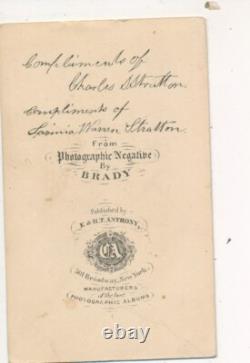 Compliments of
Charles S Stratton.
Compliments of
Lavinia Warren Stratton.
from
Photographic Negative
By
BRADY
Published by
E. & H.T. ANTHONY,
EA
501 Broadway, New York,
MANUFACTURERS
of the best
PHOTOGRAPHIC ALBUMS